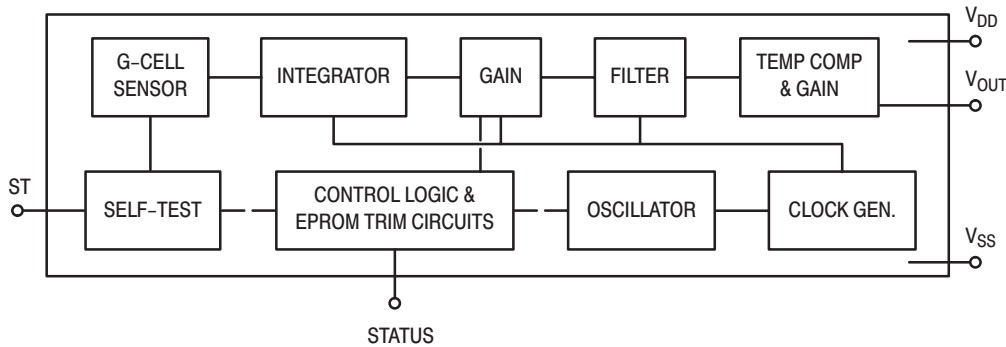 V_DD
G–CELL
SENSOR
INTEGRATOR
GAIN
FILTER
TEMP COMP
& GAIN
V_OUT
ST
SELF–TEST
CONTROL LOGIC &
EPROM TRIM CIRCUITS
OSCILLATOR
CLOCK GEN.
V_SS
STATUS